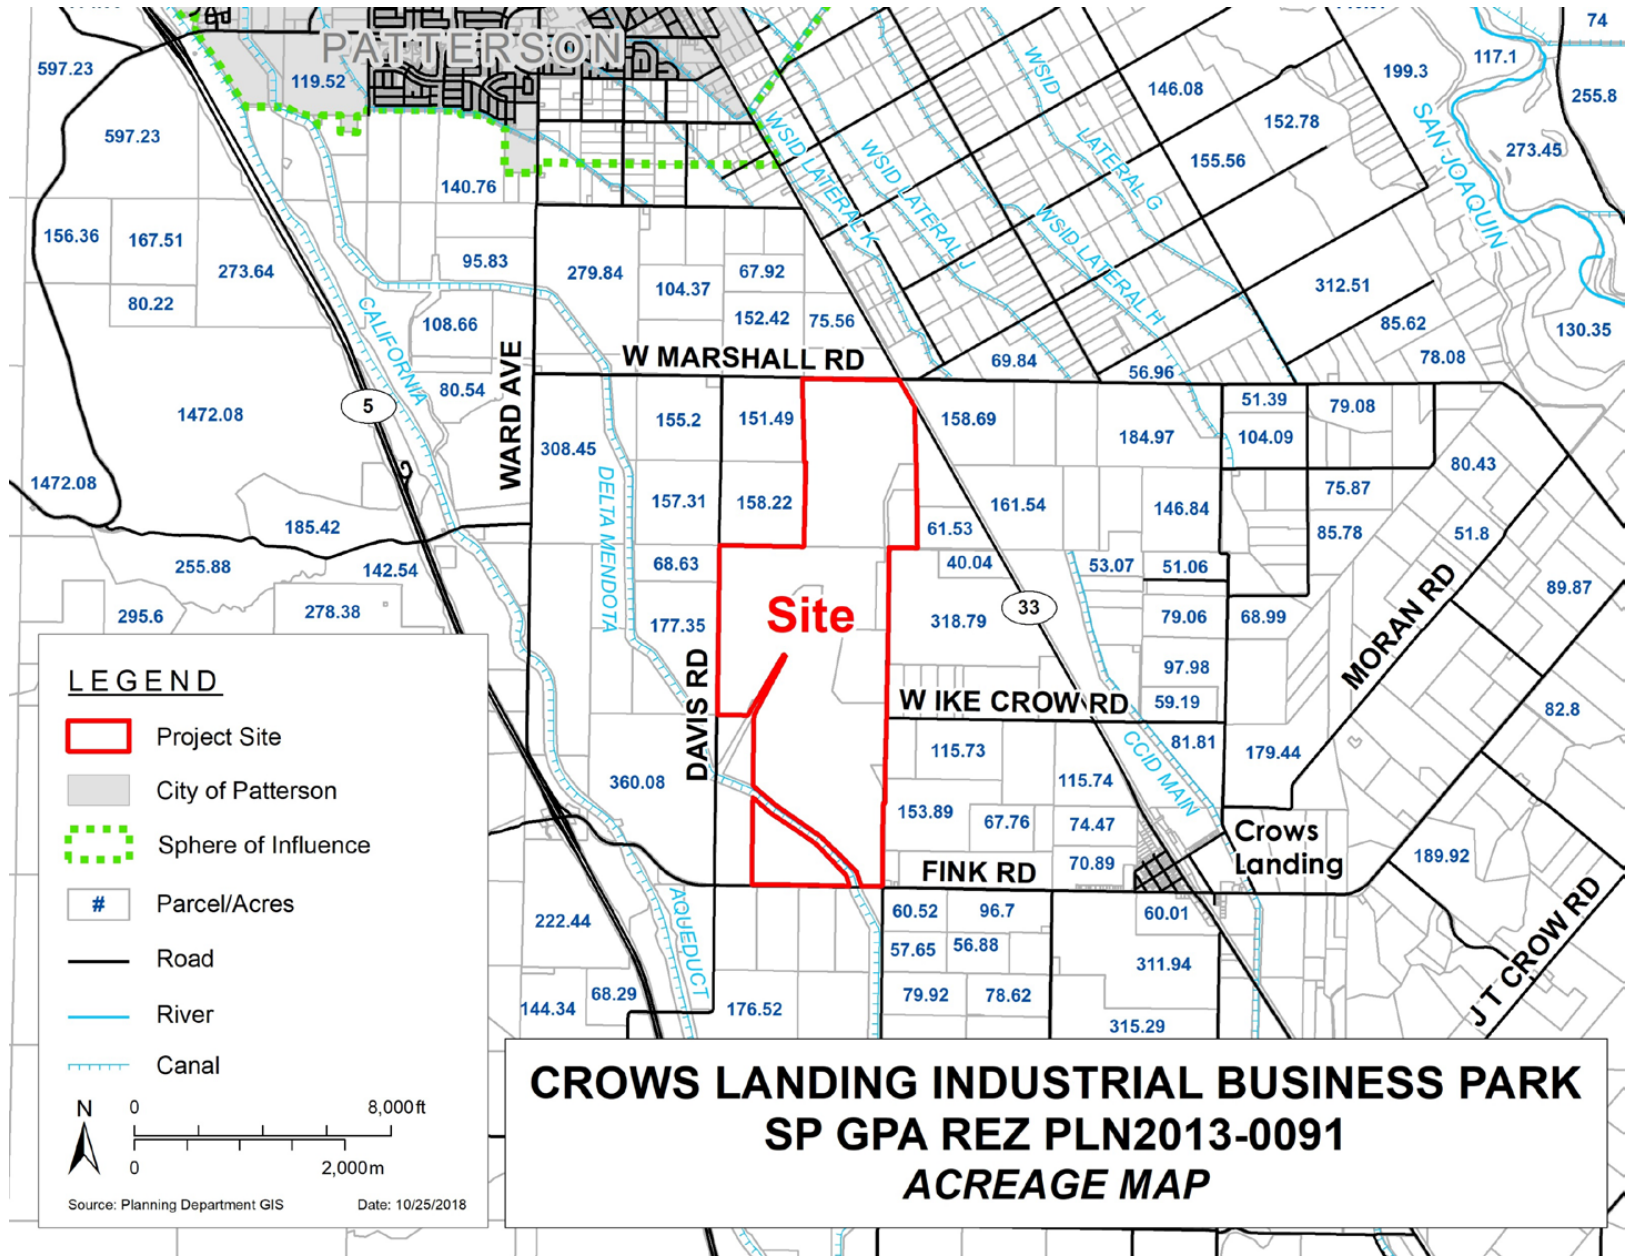 74
PATTERSON
597.23
119.52
WSID
146.08
199.3
117.1
255.8
597.23
WSID LATERAL K
WSID LATERAL J
LATERAL G
152.78
155.56
SAN JOAQUIN
273.45
140.76
156.36
167.51
273.64
95.83
279.84
104.37
67.92
WSID LATERAL H
312.51
80.22
CALIFORNIA
108.66
152.42
75.56
85.62
130.35
78.08
W MARSHALL RD
69.84
56.96
WARD AVE
80.54
5
1472.08
155.2
151.49
158.69
184.97
51.39
79.08
104.09
308.45
1472.08
DELTA MENDOTA
157.31
158.22
161.54
146.84
75.87
80.43
185.42
61.53
85.78
51.8
255.88
142.54
68.63
40.04
53.07
51.06
89.87
295.6
278.38
177.35
Site
318.79
33
79.06
68.99
MORAN RD
97.98
DAVIS RD
W IKE CROW RD
59.19
82.8
115.73
CCID MAIN
81.81
179.44
360.08
115.74
153.89
67.76
74.47
Crows
Landing
189.92
FINK RD
70.89
AQUEDUCT
222.44
60.52
96.7
60.01
57.65
56.88
311.94
J T CROW RD
144.34
68.29
176.52
79.92
78.62
315.29
LEGEND
Project Site
City of Patterson
Sphere of Influence
# Parcel/Acres
Road
River
Canal
N
0 8,000ft
0 2,000m
Source: Planning Department GIS Date: 10/25/2018
CROWS LANDING INDUSTRIAL BUSINESS PARK
SP GPA REZ PLN2013-0091
ACREAGE MAP